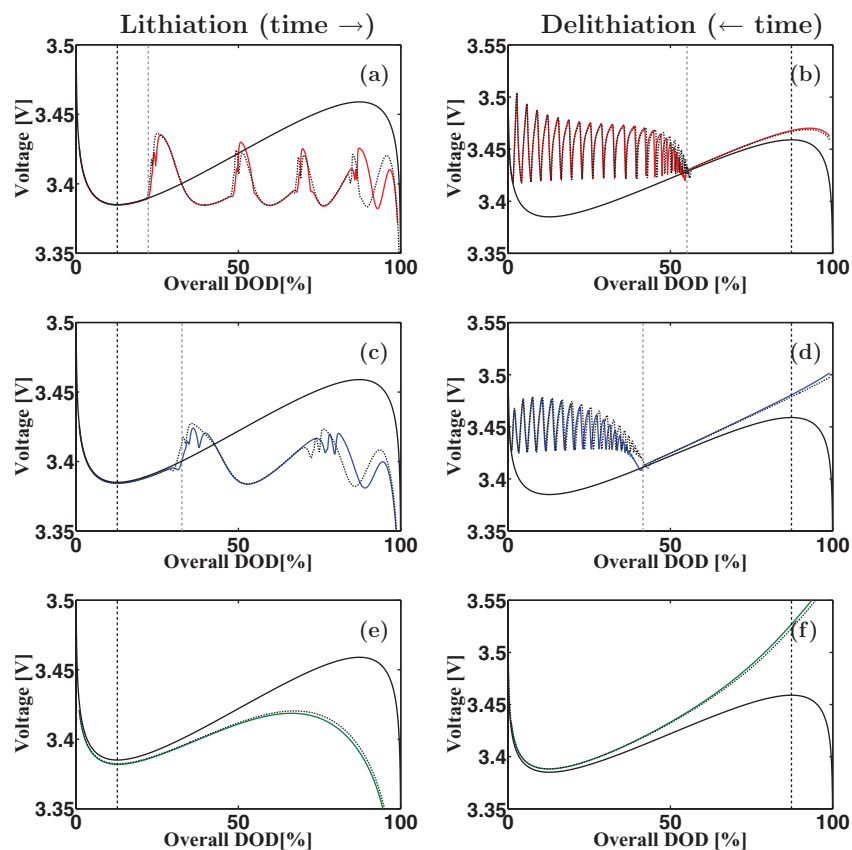 Lithiation (time →)
Delithiation (← time)
3.5
3.45
3.4
3.35
Voltage [V]
(a)
0
50
100
Overall DOD[%]
3.55
3.5
3.45
3.4
3.35
Voltage [V]
(b)
0
50
100
Overall DOD[%]
3.5
3.45
3.4
3.35
Voltage [V]
(c)
0
50
100
Overall DOD[%]
3.55
3.5
3.45
3.4
3.35
Voltage [V]
(d)
0
50
100
Overall DOD[%]
3.5
3.45
3.4
3.35
Voltage [V]
(e)
0
50
100
Overall DOD[%]
3.55
3.5
3.45
3.4
3.35
Voltage [V]
(f)
0
50
100
Overall DOD[%]